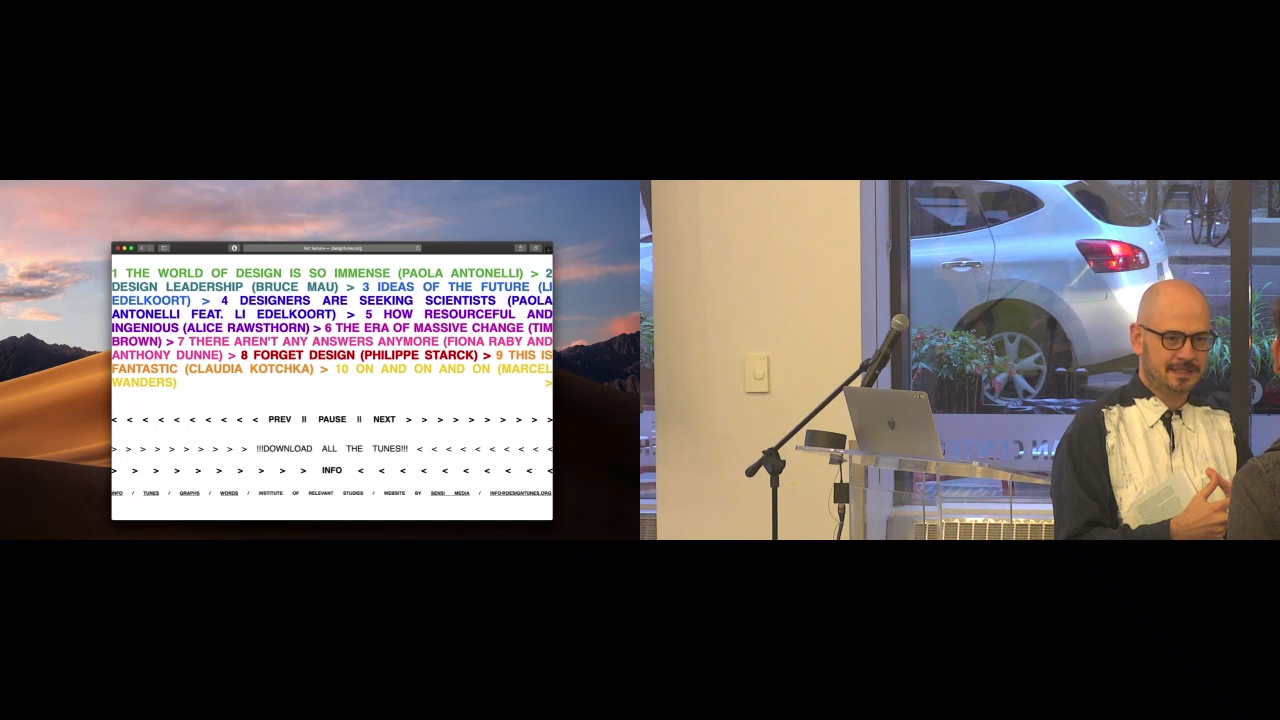 Not Secure — designtunes.org
1 THE WORLD OF DESIGN IS SO IMMENSE (PAOLA ANTONELLI) > 2
DESIGN LEADERSHIP (BRUCE MAU) > 3 IDEAS OF THE FUTURE (LI
EDELKOORT) > 4 DESIGNERS ARE SEEKING SCIENTISTS (PAOLA
ANTONELLI FEAT. LI EDELKOORT) > 5 HOW RESOURCEFUL AND
INGENIOUS (ALICE RAWSTHORN) > 6 THE ERA OF MASSIVE CHANGE (TIM
BROWN) > 7 THERE AREN'T ANY ANSWERS ANYMORE (FIONA RABY AND
ANTHONY DUNNE) > 8 FORGET DESIGN (PHILIPPE STARCK) > 9 THIS IS
FANTASTIC (CLAUDIA KOTCHKA) > 10 ON AND ON AND ON (MARCEL
WANDERS) >
< < < < < < < < < < < PREV II PAUSE II NEXT > > > > > > > > > > >
> > > > > > > > > > !!!DOWNLOAD ALL THE TUNES!!! < < < < < < < < < <
> > > > > > > > > > > INFO < < < < < < < < < < <
INFO / TUNES / GRAPHS / WORDS / INSTITUTE OF RELEVANT STUDIES / WEBSITE BY SENSI MEDIA / INFO@DESIGNTUNES.ORG